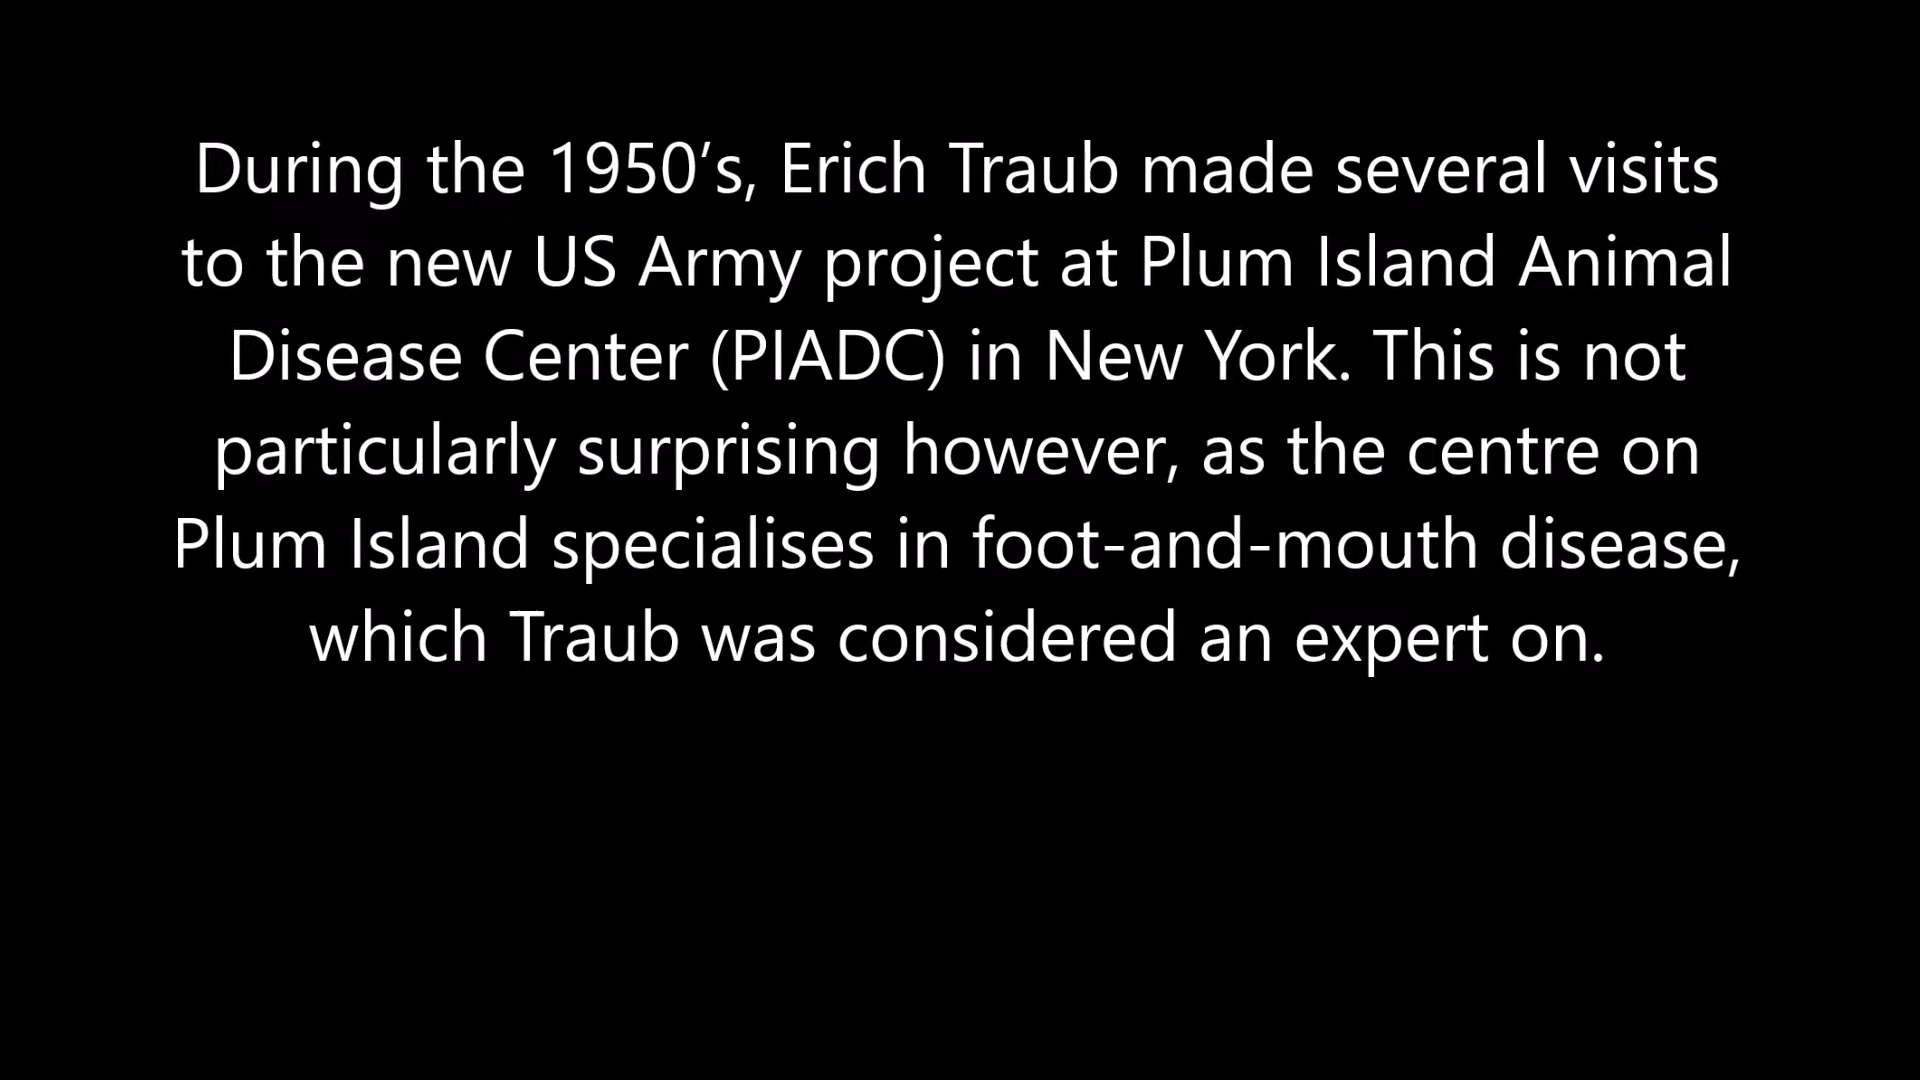 During the 1950’s, Erich Traub made several visits
to the new US Army project at Plum Island Animal
Disease Center (PIADC) in New York. This is not
particularly surprising however, as the centre on
Plum Island specialises in foot-and-mouth disease,
which Traub was considered an expert on.